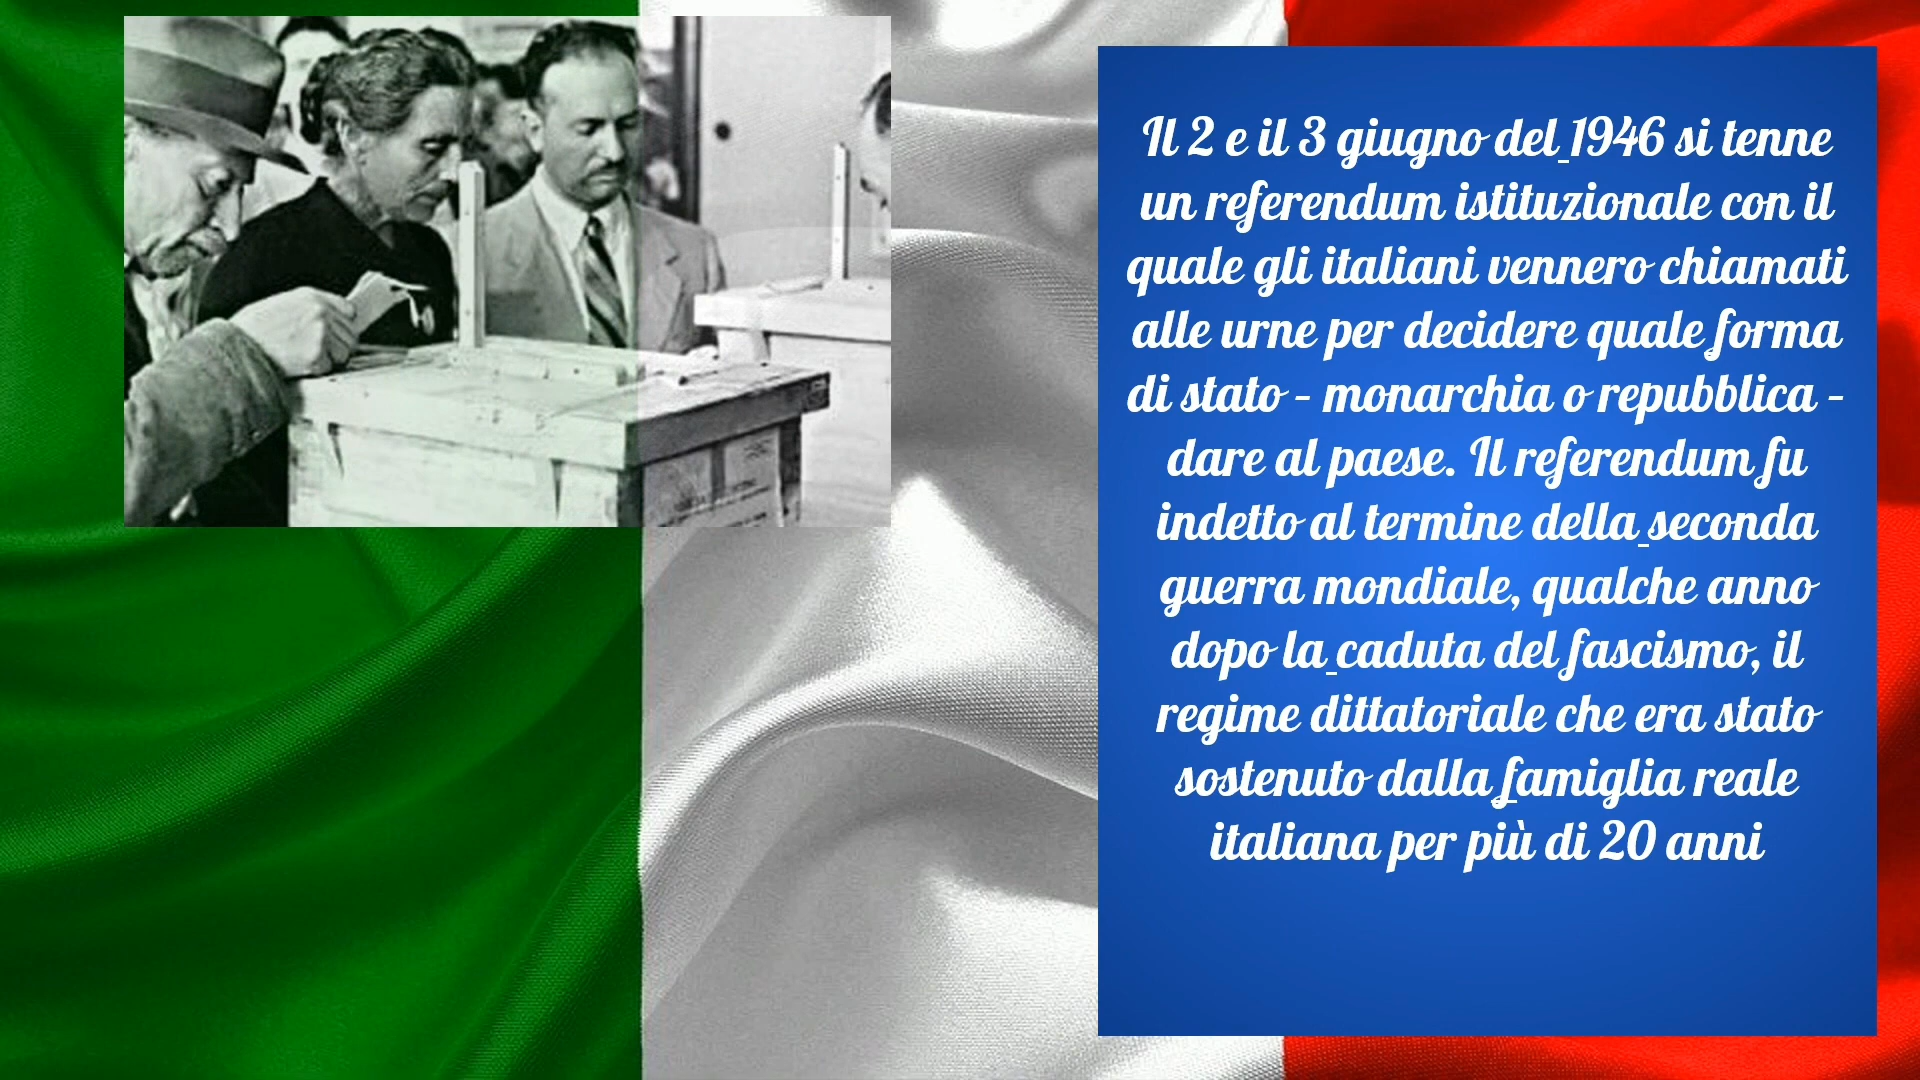 Il 2 e il 3 giugno del 1946 si tenne
un referendum istituzionale con il
quale gli italiani vennero chiamati
alle urne per decidere quale forma
di stato – monarchia o repubblica –
dare al paese. Il referendum fu
indetto al termine della seconda
guerra mondiale, qualche anno
dopo la caduta del fascismo, il
regime dittatoriale che era stato
sostenuto dalla famiglia reale
italiana per più di 20 anni